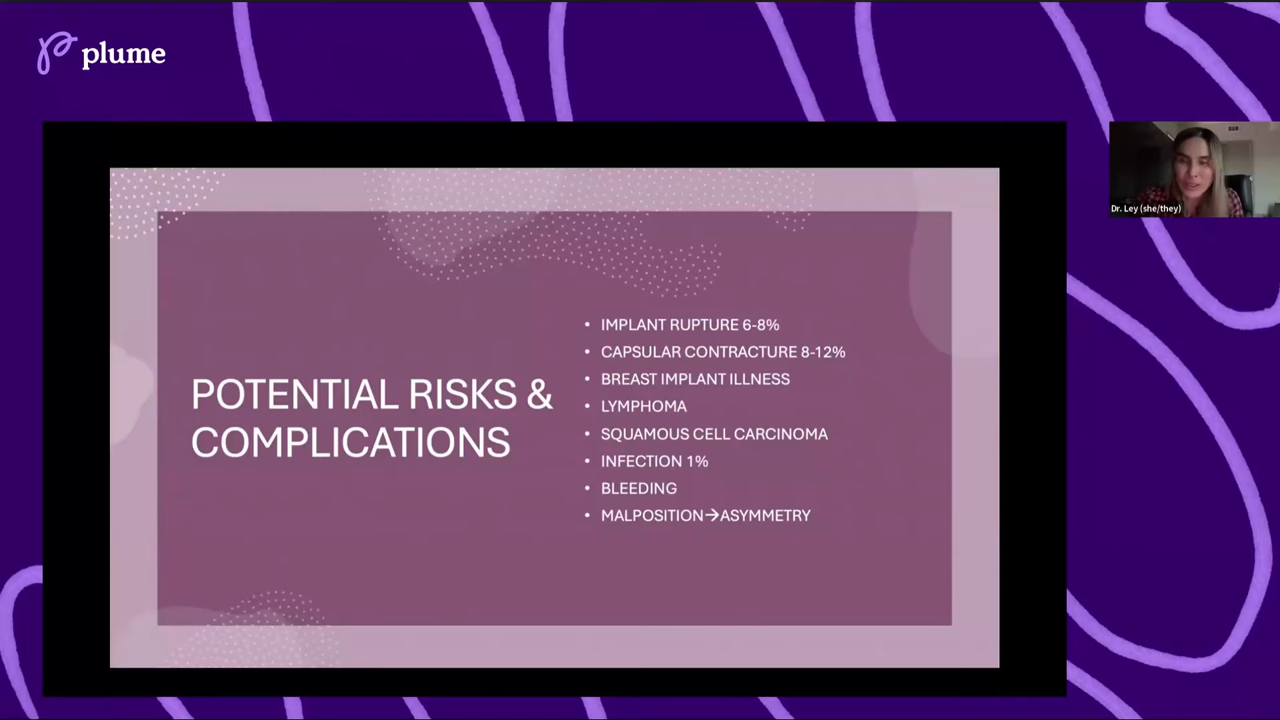 plume
Dr. Ley (she/they)
POTENTIAL RISKS &
COMPLICATIONS
• IMPLANT RUPTURE 6-8%
• CAPSULAR CONTRACTURE 8-12%
• BREAST IMPLANT ILLNESS
• LYMPHOMA
• SQUAMOUS CELL CARCINOMA
• INFECTION 1%
• BLEEDING
• MALPOSITION→ASYMMETRY